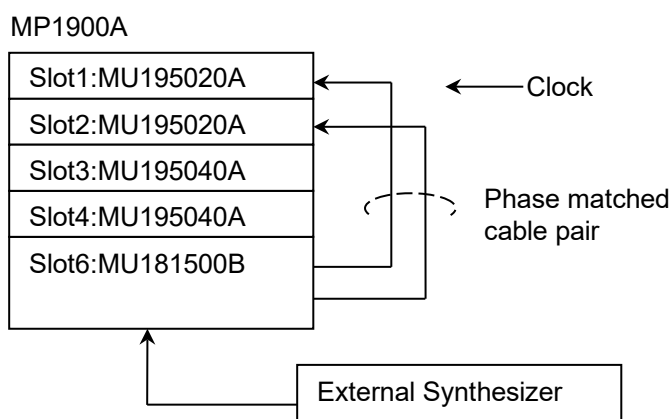 MP1900A
Slot1:MU195020A
Clock
Slot2:MU195020A
Slot3:MU195040A
Slot4:MU195040A
Phase matched
cable pair
Slot6:MU181500B
External Synthesizer